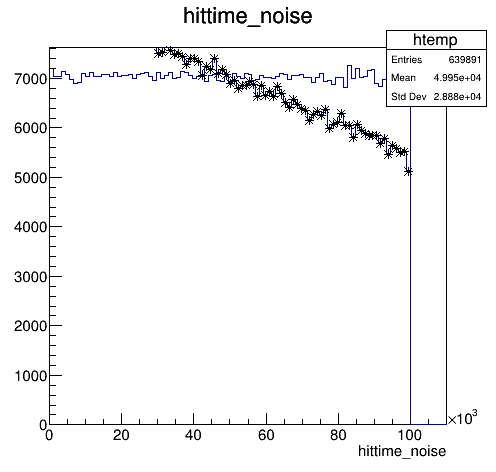 hittime_noise
htemp
Entries 639891
Mean 4.995e+04
Std Dev 2.888e+04
7000
6000
5000
4000
3000
2000
1000
0
0 20 40 60 80 100
×10³
hittime_noise